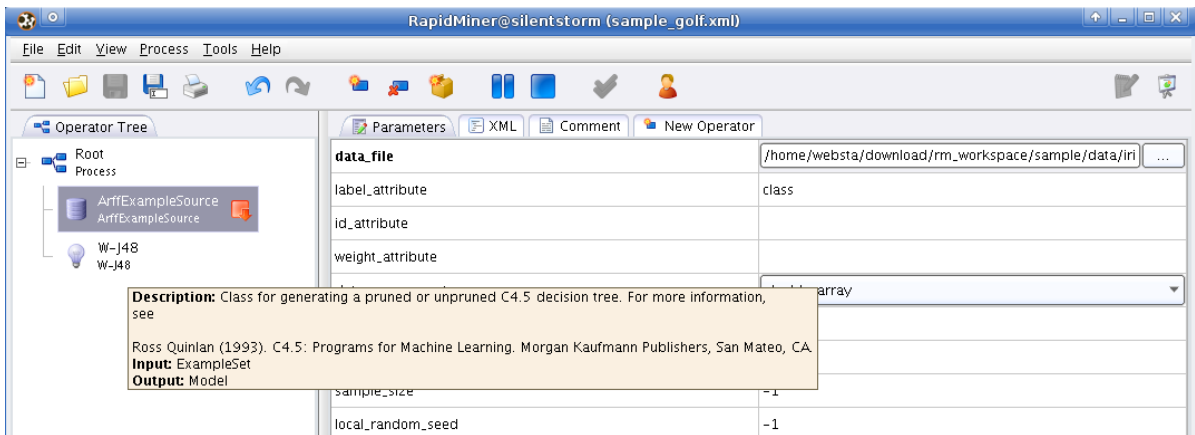 RapidMiner@silentstorm (sample_golf.xml)
File Edit View Process Tools Help
Operator Tree
Parameters XML Comment New Operator
Root
Process
ArffExampleSource
ArffExampleSource
W-J48
W-J48
data_file /home/websta/download/rm_workspace/sample/data/iri ...
label_attribute class
id_attribute
weight_attribute
array
Description: Class for generating a pruned or unpruned C4.5 decision tree. For more information,
see
Ross Quinlan (1993). C4.5: Programs for Machine Learning. Morgan Kaufmann Publishers, San Mateo, CA.
Input: ExampleSet
Output: Model
sample_size -1
local_random_seed -1